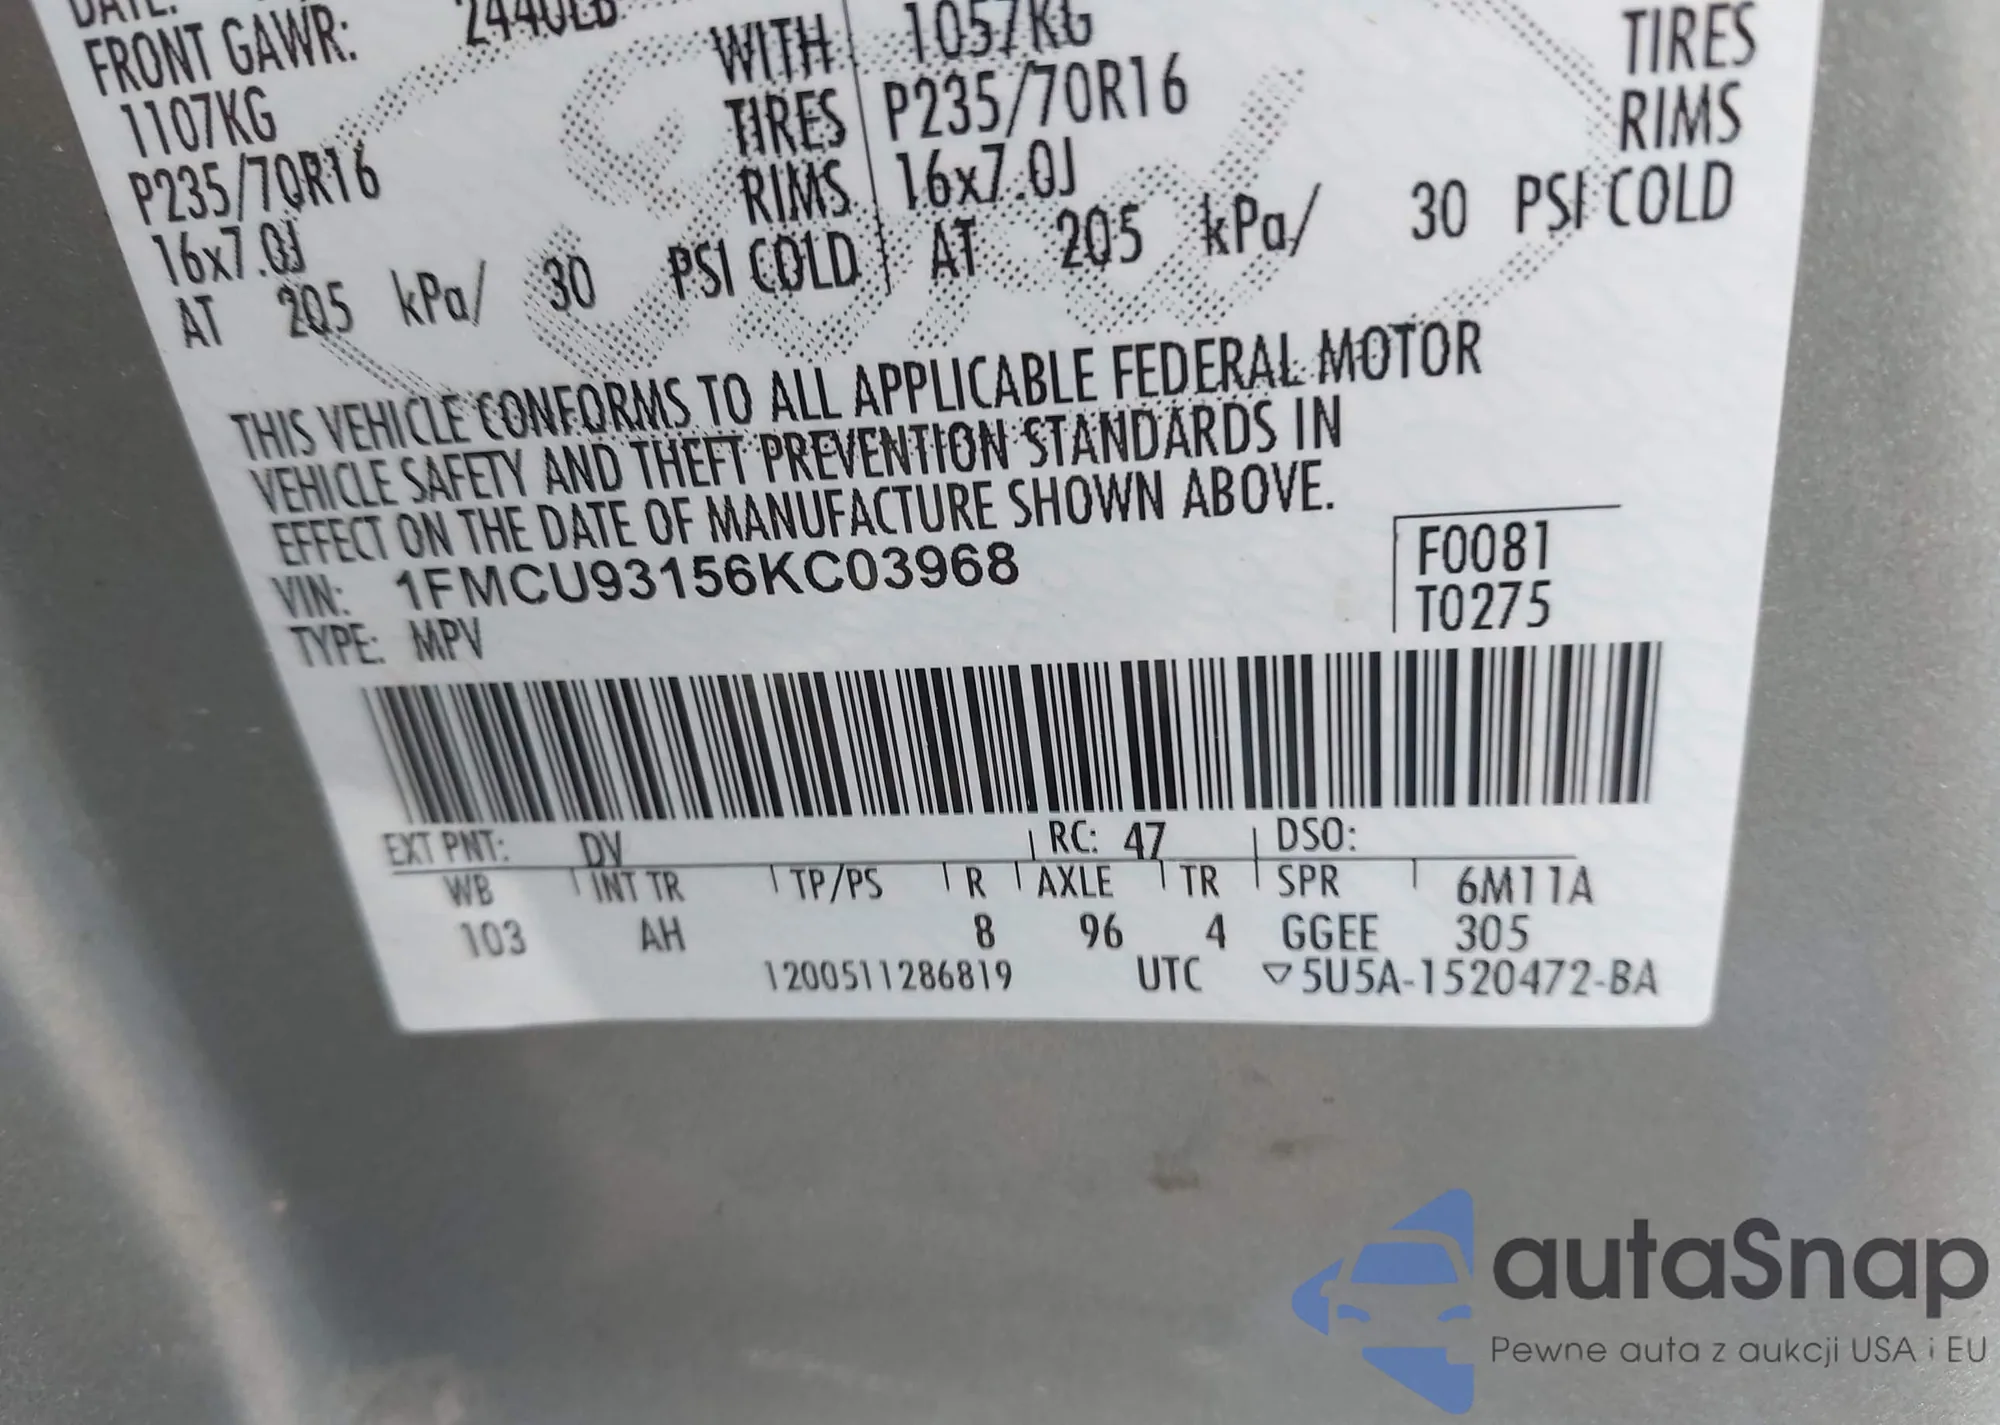 DATE:
FRONT GAWR: 2440LB
1107KG WITH 1057KG TIRES
P235/70R16 TIRES P235/70R16 RIMS
16x7.0J RIMS 16x7.0J
AT 205 kPa/ 30 PSI COLD AT 205 kPa/ 30 PSI COLD
THIS VEHICLE CONFORMS TO ALL APPLICABLE FEDERAL MOTOR
VEHICLE SAFETY AND THEFT PREVENTION STANDARDS IN
EFFECT ON THE DATE OF MANUFACTURE SHOWN ABOVE.
VIN: 1FMCU93156KC03968
TYPE: MPV
F0081
T0275
EXT PNT: DV RC: 47 DSO:
WB INT TR TP/PS R AXLE TR SPR 6M11A
103 AH 8 96 4 GGEE 305
1200511286819 UTC ▽5U5A-1520472-BA
autaSnap
Pewne auta z aukcji USA i EU